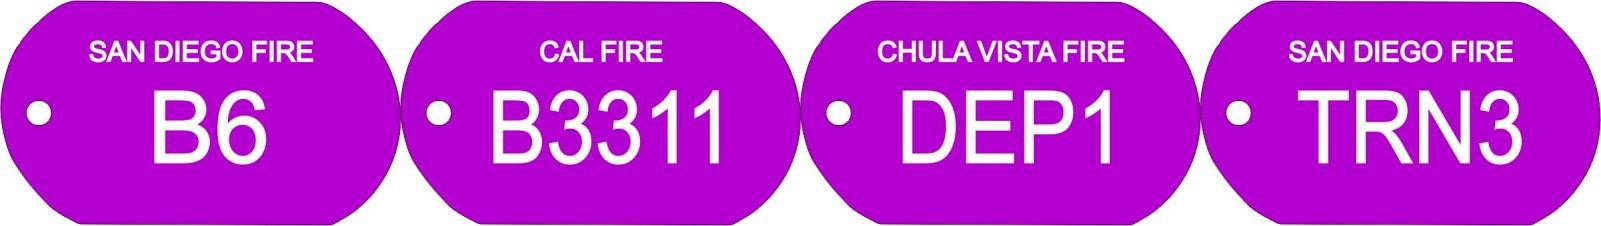 SAN DIEGO FIRE
B6
CAL FIRE
B3311
CHULA VISTA FIRE
DEP1
SAN DIEGO FIRE
TRN3